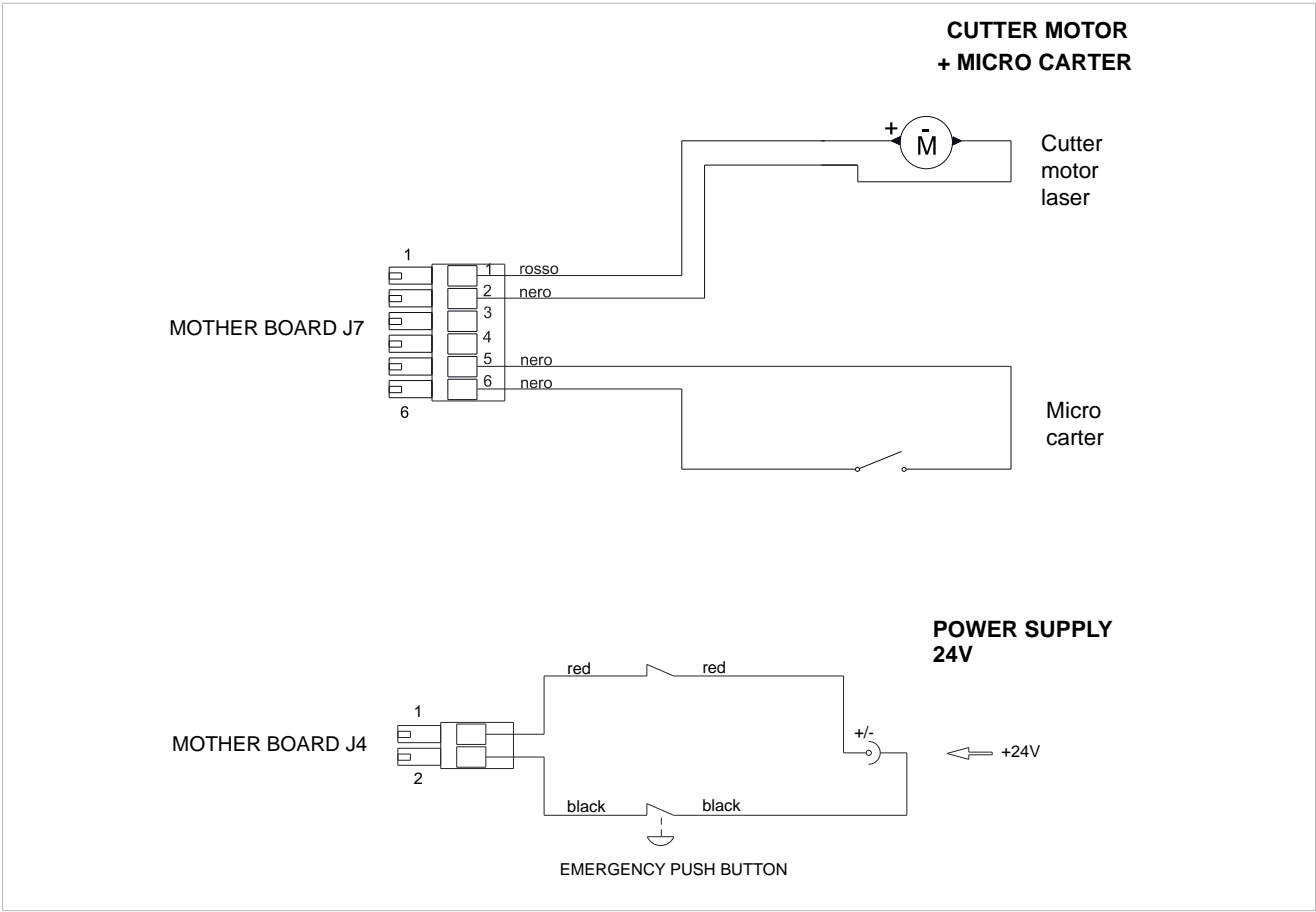 CUTTER MOTOR
+ MICRO CARTER
+
-
M
Cutter
motor
laser
1
1 rosso
2 nero
3
MOTHER BOARD J7
4
5 nero
6 nero
6
Micro
carter
POWER SUPPLY
24V
red red
1
MOTHER BOARD J4
+/-
+24V
2
black black
EMERGENCY PUSH BUTTON